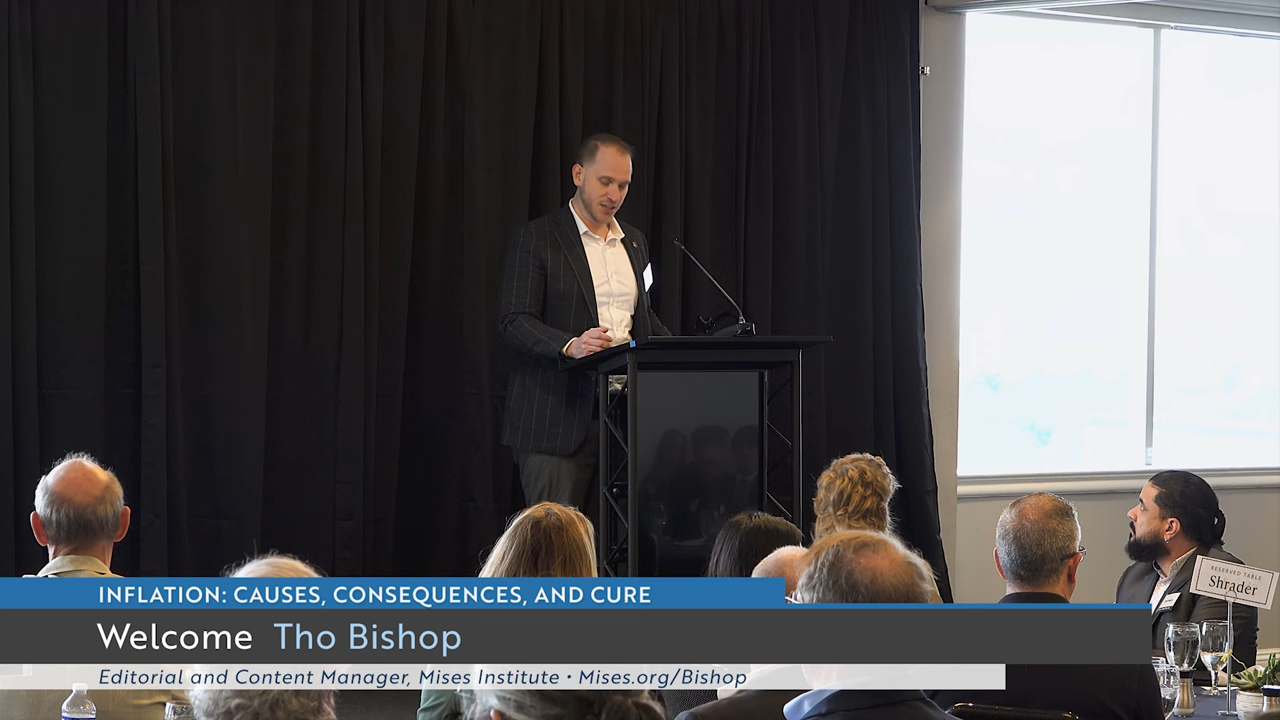 RESERVED TABLE
Shrader
INFLATION: CAUSES, CONSEQUENCES, AND CURE
Welcome Tho Bishop
Editorial and Content Manager, Mises Institute • Mises.org/Bishop